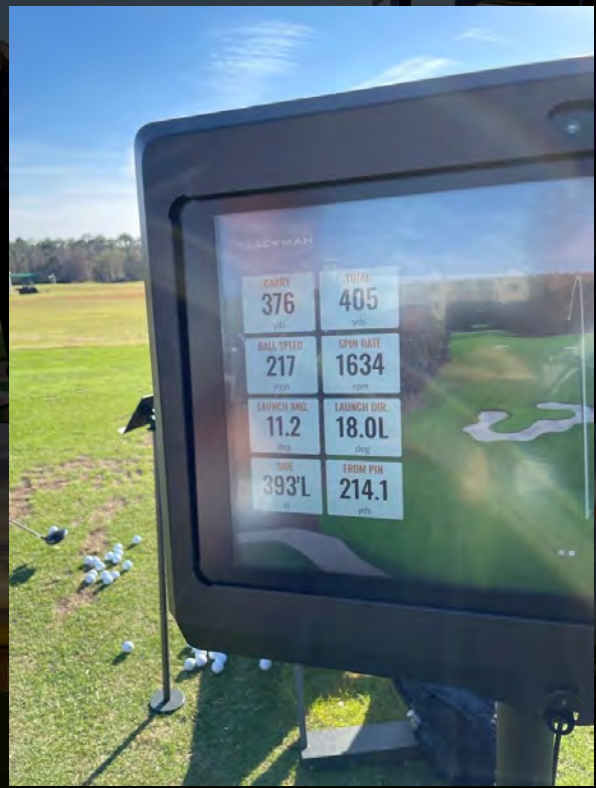 TRACKMAN
CARRY TOTAL
376 405
yds yds
BALL SPEED SPIN RATE
217 1634
mph rpm
LAUNCH ANG. LAUNCH DIR.
11.2 18.0L
deg deg
SIDE FROM PIN
393'L 214.1
yds